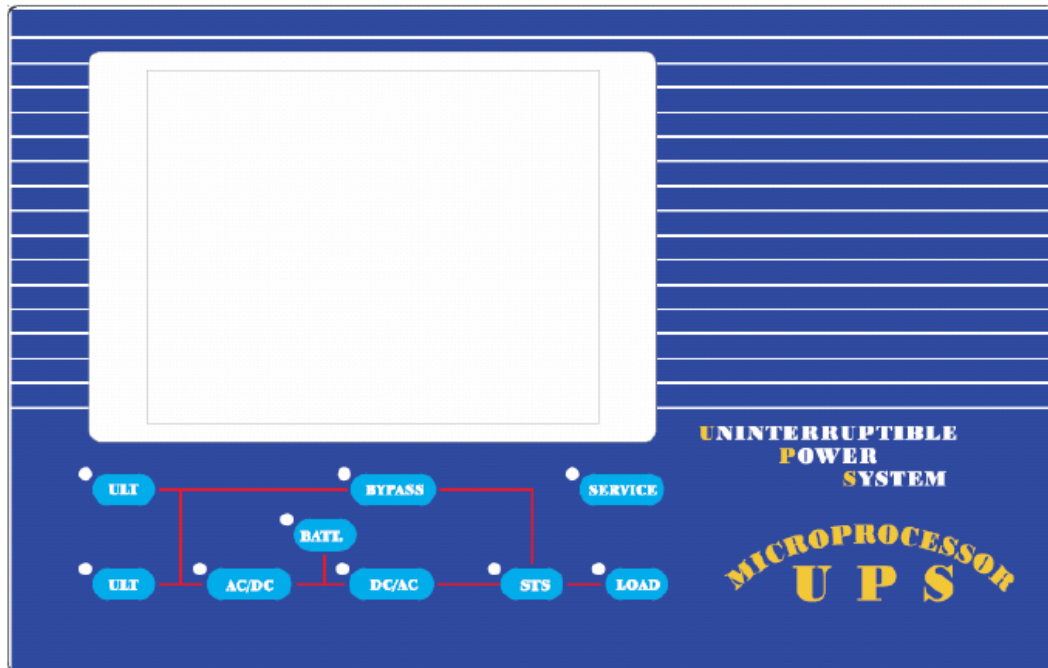 UNINTERRUPTIBLE
POWER
SYSTEM
ULT BYPASS SERVICE
BATT.
ULT AC/DC DC/AC STS LOAD
MICROPROCESSOR
UPS